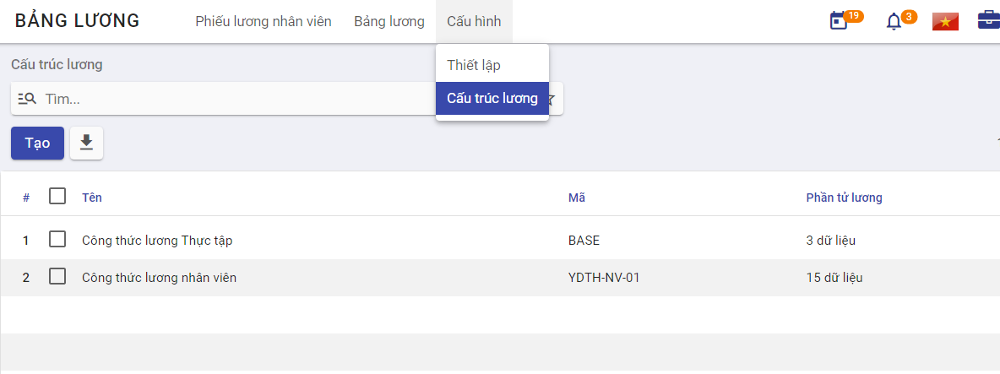 BẢNG LƯƠNG Phiếu lương nhân viên Bảng lương Cấu hình 19 3
Cấu trúc lương Thiết lập
Tìm... Cấu trúc lương
Tạo
# Tên Mã Phần tử lương
1 Công thức lương Thực tập BASE 3 dữ liệu
2 Công thức lương nhân viên YDTH-NV-01 15 dữ liệu